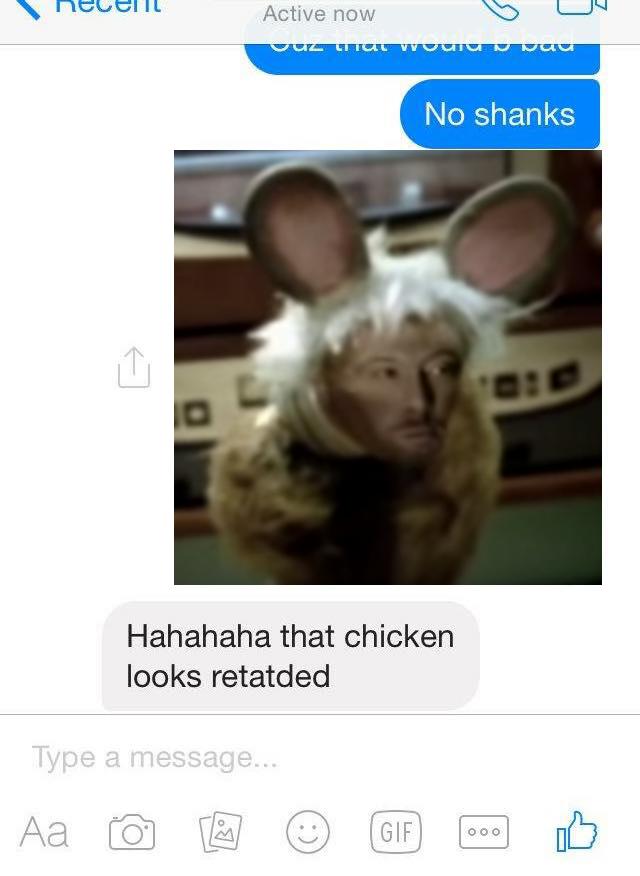 Recent
Active now
Cuz that would b bad
No shanks
Hahahaha that chicken
looks retatded
Type a message...
Aa
GIF